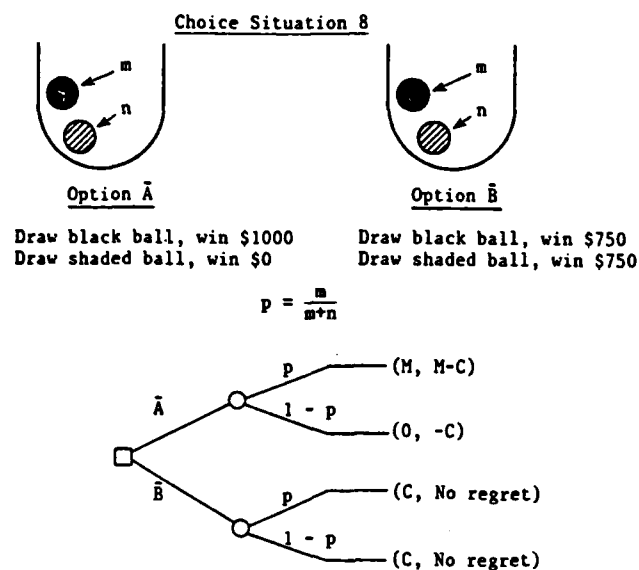 Choice Situation 8
m
n
m
n
Option Ā
Option B̄
Draw black ball, win $1000
Draw shaded ball, win $0
Draw black ball, win $750
Draw shaded ball, win $750
p = m/m+n
Ā
p
(M, M-C)
1 - p
(0, -C)
B̄
p
(C, No regret)
1 - p
(C, No regret)